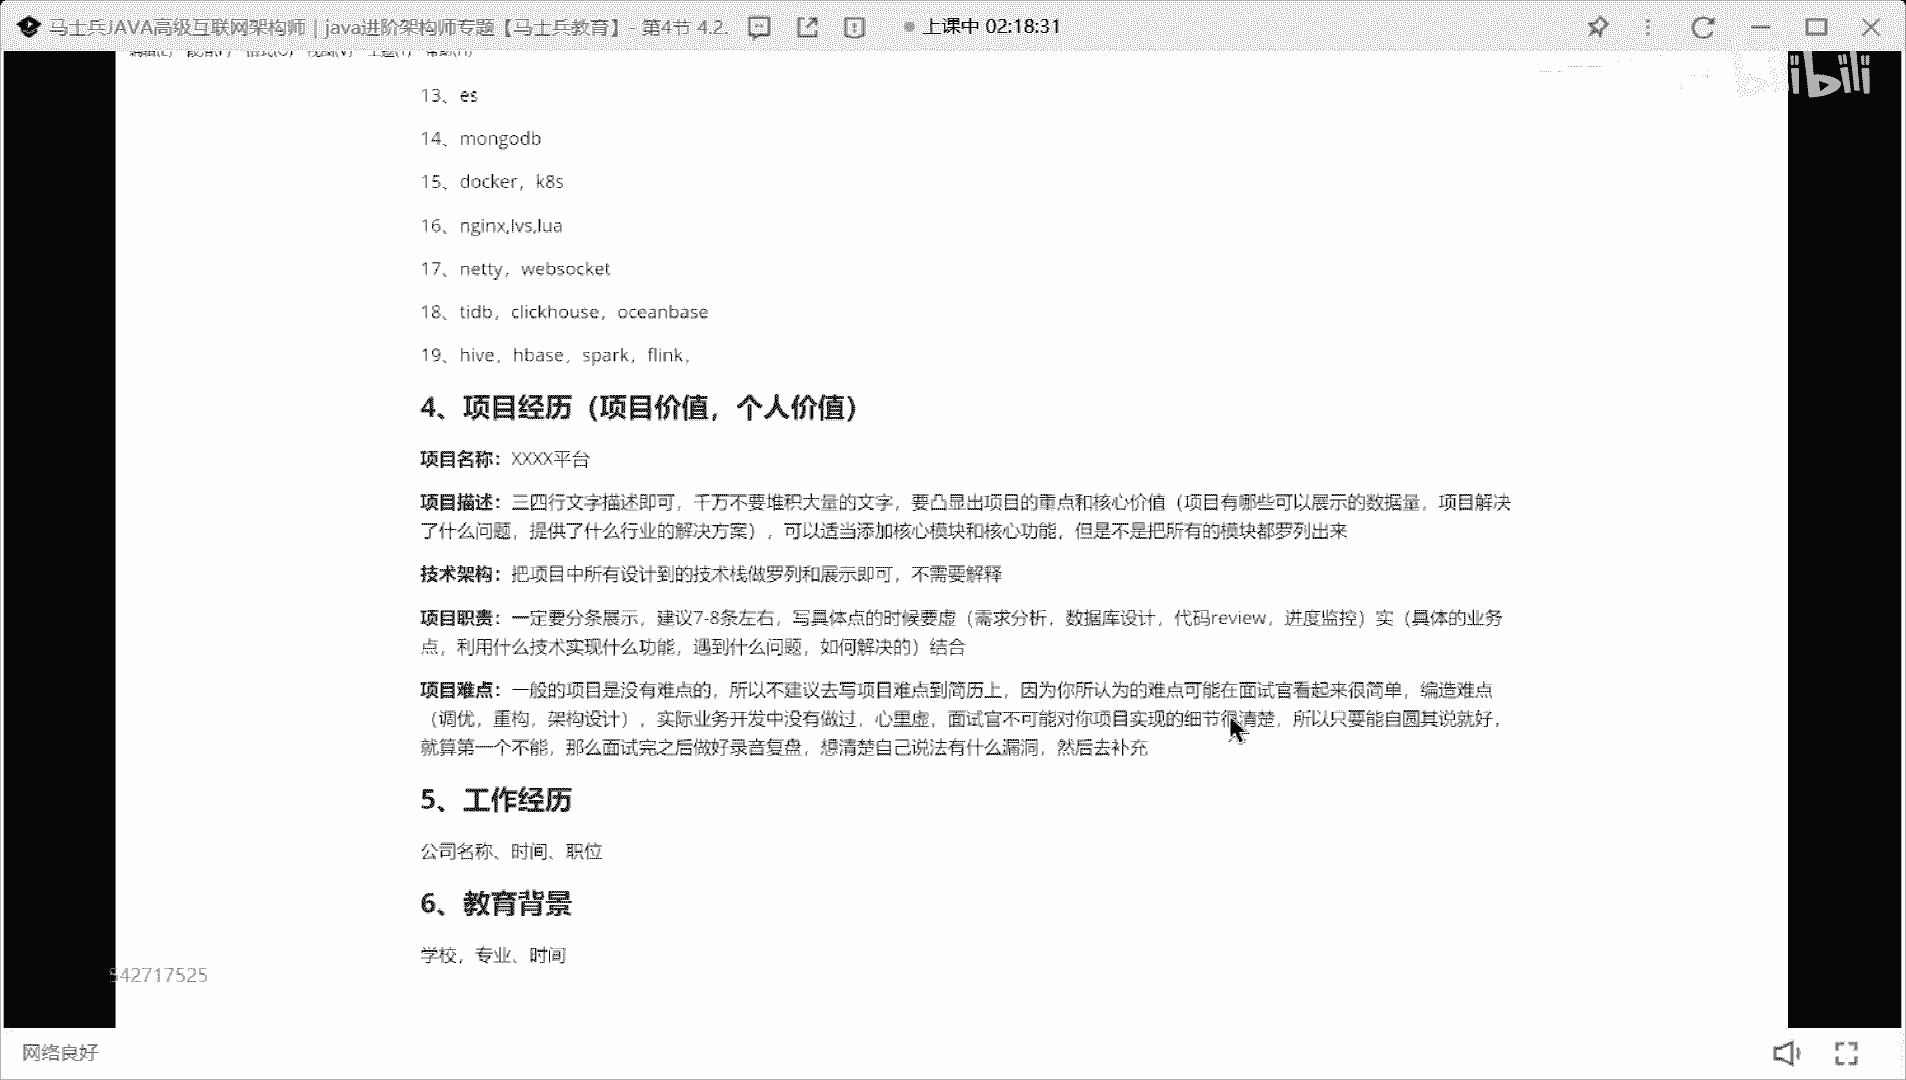 马士兵JAVA高级互联网架构师｜java进阶架构师专题【马士兵教育】- 第4节 4.2.
上课中 02:18:31
编辑(E) 段落(P) 格式(O) 视图(V) 主题(T) 帮助(H)
bilibili
13、es
14、mongodb
15、docker，k8s
16、nginx,lvs,lua
17、netty，websocket
18、tidb，clickhouse，oceanbase
19、hive，hbase，spark，flink，
4、项目经历（项目价值，个人价值）
项目名称：XXXX平台
项目描述：三四行文字描述即可，千万不要堆积大量的文字，要凸显出项目的重点和核心价值（项目有哪些可以展示的数据量，项目解决
了什么问题，提供了什么行业的解决方案），可以适当添加核心模块和核心功能，但是不是把所有的模块都罗列出来
技术架构：把项目中所有设计到的技术栈做罗列和展示即可，不需要解释
项目职责：一定要分条展示，建议7-8条左右，写具体点的时候要虚（需求分析，数据库设计，代码review，进度监控）实（具体的业务
点，利用什么技术实现什么功能，遇到什么问题，如何解决的）结合
项目难点：一般的项目是没有难点的，所以不建议去写项目难点到简历上，因为你所认为的难点可能在面试官看起来很简单，编造难点
（调优，重构，架构设计），实际业务开发中没有做过，心里虚，面试官不可能对你项目实现的细节很清楚，所以只要能自圆其说就好，
就算第一个不能，那么面试完之后做好录音复盘，想清楚自己说法有什么漏洞，然后去补充
5、工作经历
公司名称、时间、职位
6、教育背景
学校，专业、时间
542717525
网络良好